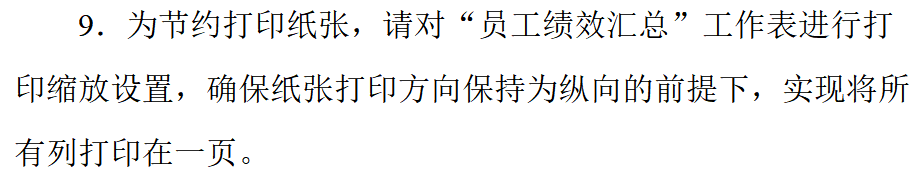 9．为节约打印纸张，请对“员工绩效汇总”工作表进行打
印缩放设置，确保纸张打印方向保持为纵向的前提下，实现将所
有列打印在一页。